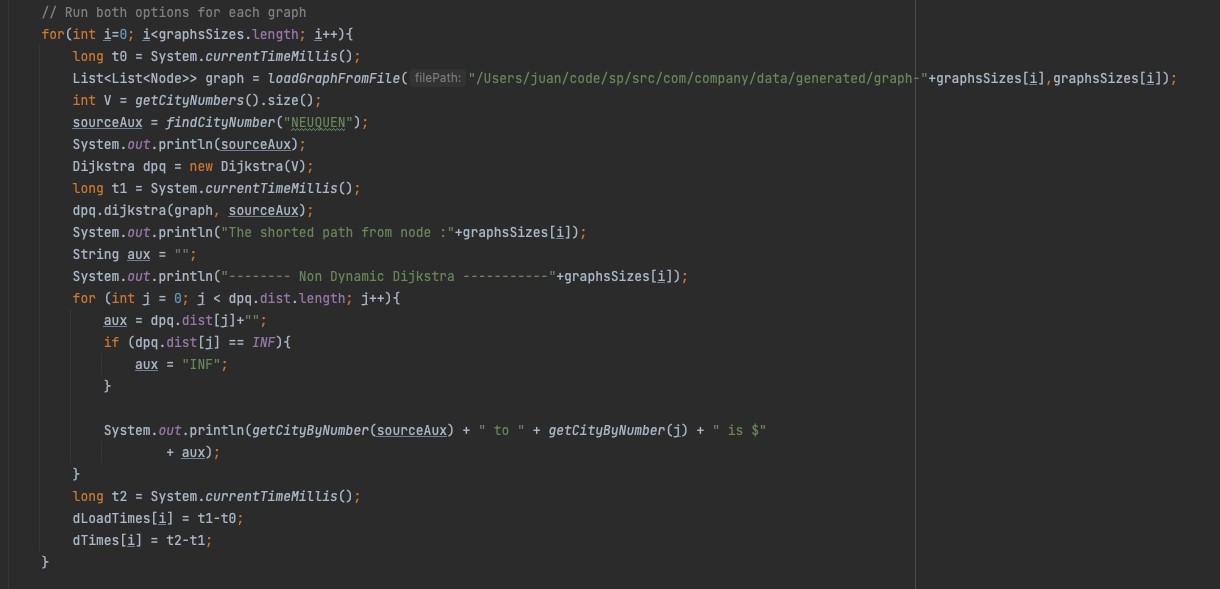 // Run both options for each graph
for(int i=0; i<graphsSizes.length; i++){
long t0 = System.currentTimeMillis();
List<List<Node>> graph = loadGraphFromFile( filePath: "/Users/juan/code/sp/src/com/company/data/generated/graph-"+graphsSizes[i],graphsSizes[i]);
int V = getCityNumbers().size();
sourceAux = findCityNumber("NEUQUEN");
System.out.println(sourceAux);
Dijkstra dpq = new Dijkstra(V);
long t1 = System.currentTimeMillis();
dpq.dijkstra(graph, sourceAux);
System.out.println("The shorted path from node :"+graphsSizes[i]);
String aux = "";
System.out.println("-------- Non Dynamic Dijkstra -----------"+graphsSizes[i]);
for (int j = 0; j < dpq.dist.length; j++){
aux = dpq.dist[j]+"";
if (dpq.dist[j] == INF){
aux = "INF";
}
System.out.println(getCityByNumber(sourceAux) + " to " + getCityByNumber(j) + " is $"
+ aux);
}
long t2 = System.currentTimeMillis();
dLoadTimes[i] = t1-t0;
dTimes[i] = t2-t1;
}